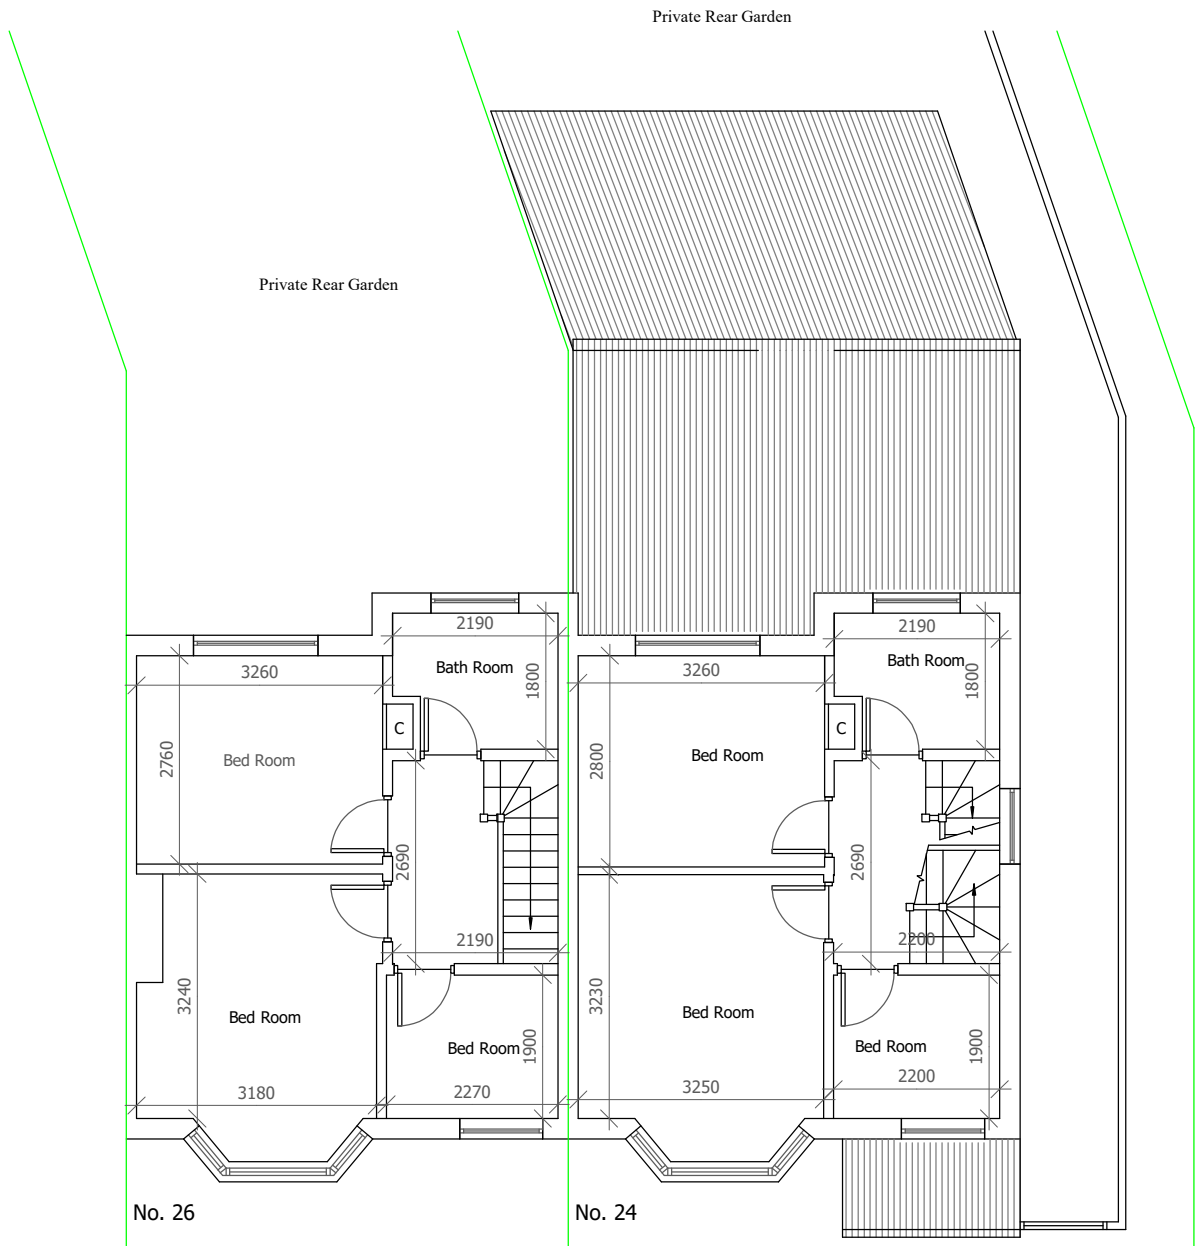 Private Rear Garden
Private Rear Garden
2190
2190
Bath Room
Bath Room
3260
1800
3260
1800
C
C
Bed Room
Bed Room
2760
2800
2690
2690
2190
2200
3240
3230
Bed Room
Bed Room
Bed Room
1900
Bed Room
1900
3180
2270
3250
2200
No. 26
No. 24